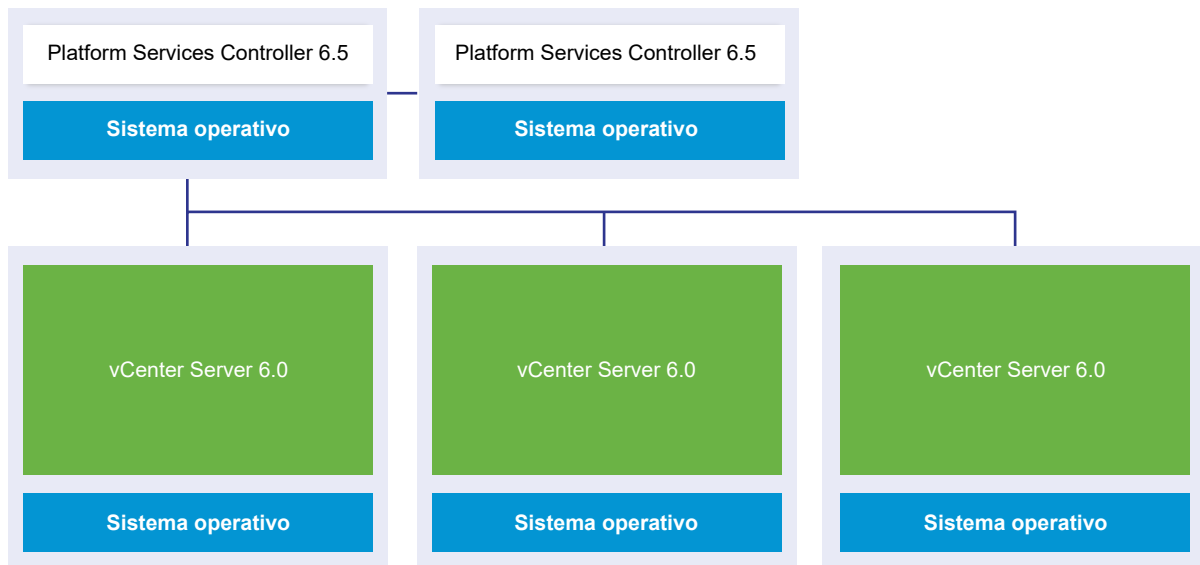 Platform Services Controller 6.5
Platform Services Controller 6.5
Sistema operativo
Sistema operativo
vCenter Server 6.0
vCenter Server 6.0
vCenter Server 6.0
Sistema operativo
Sistema operativo
Sistema operativo